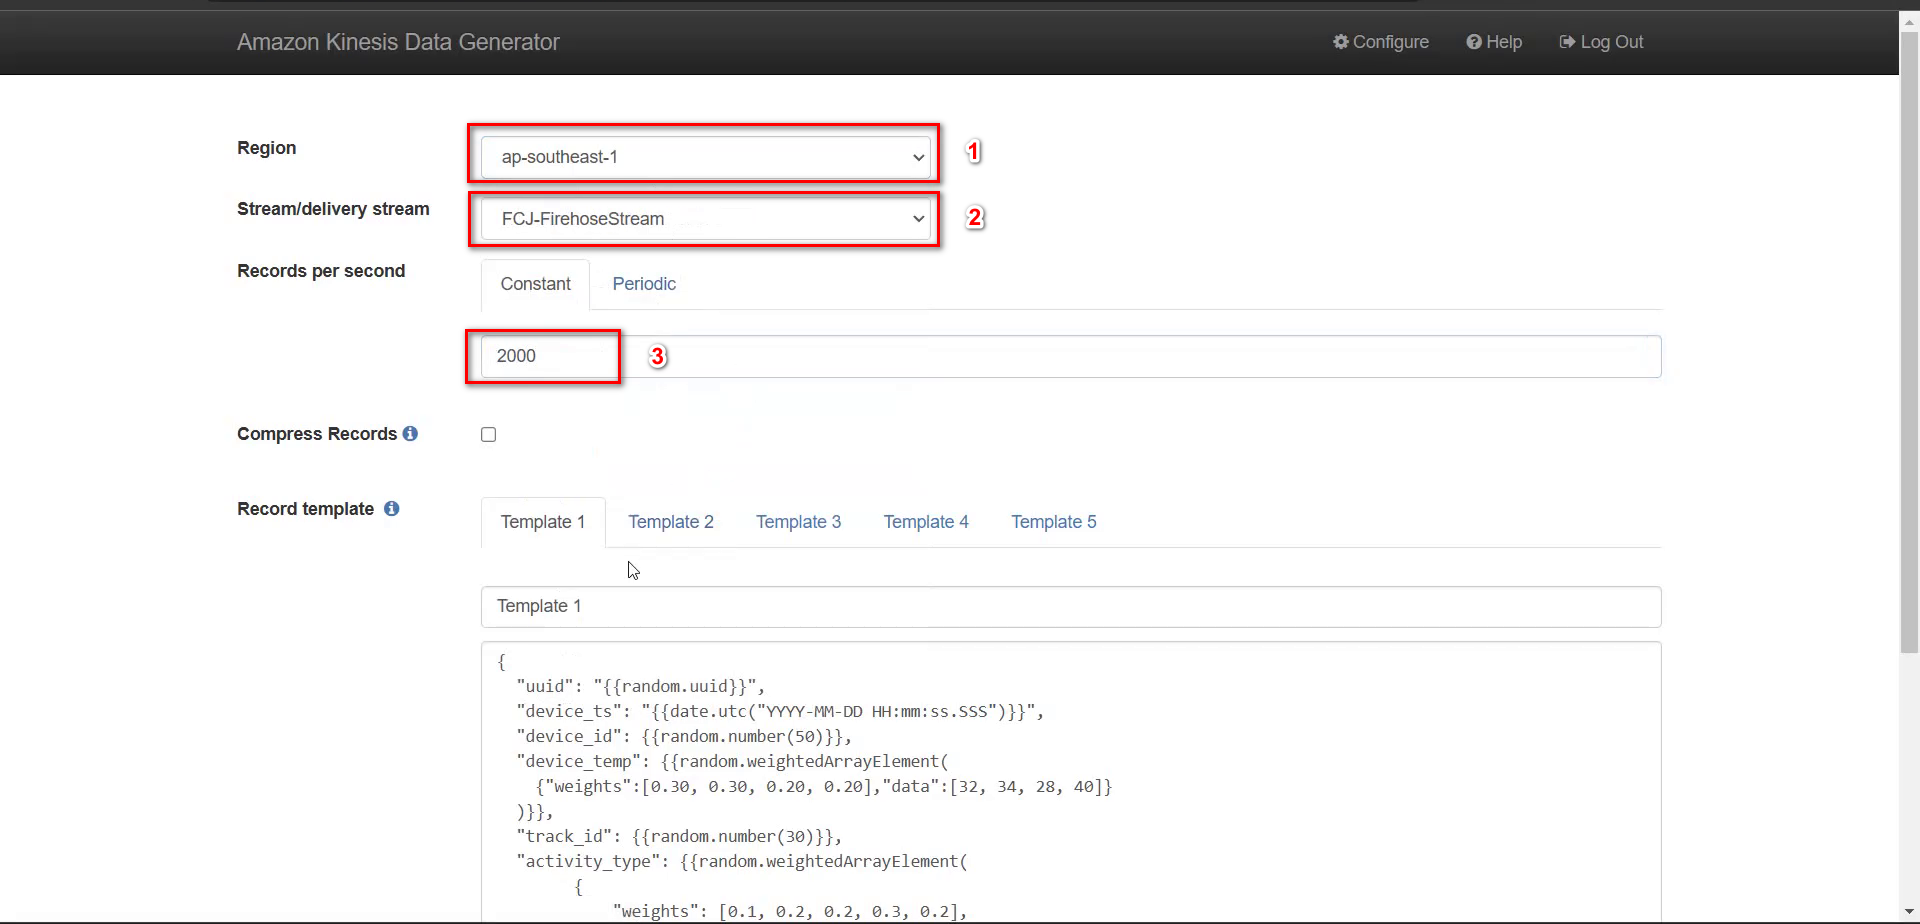 Amazon Kinesis Data Generator
Configure
Help
Log Out
Region
ap-southeast-1
1
Stream/delivery stream
FCJ-FirehoseStream
2
Records per second
Constant
Periodic
2000
3
Compress Records
Record template
Template 1
Template 2
Template 3
Template 4
Template 5
Template 1
{
  "uuid": "{{random.uuid}}",
  "device_ts": "{{date.utc("YYYY-MM-DD HH:mm:ss.SSS")}}",
  "device_id": {{random.number(50)}},
  "device_temp": {{random.weightedArrayElement(
    {"weights":[0.30, 0.30, 0.20, 0.20],"data":[32, 34, 28, 40]}
  )}},
  "track_id": {{random.number(30)}},
  "activity_type": {{random.weightedArrayElement(
        {
            "weights": [0.1, 0.2, 0.2, 0.3, 0.2],